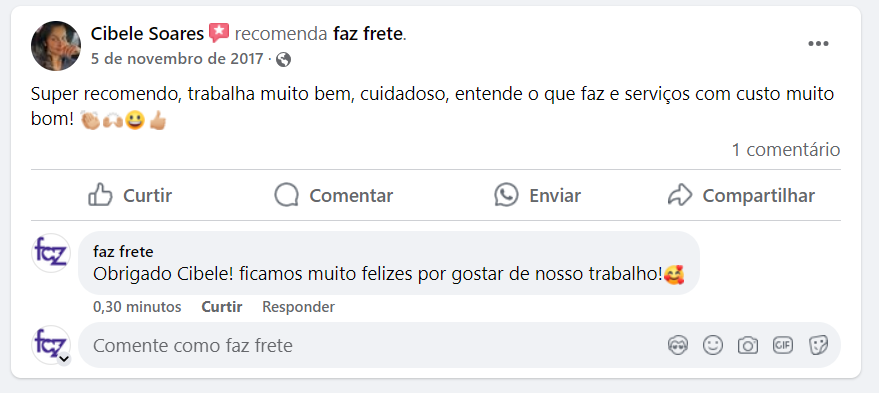 Cibele Soares recomenda faz frete.
5 de novembro de 2017 ·
Super recomendo, trabalha muito bem, cuidadoso, entende o que faz e serviços com custo muito
bom! 👏🙌😃👍
1 comentário
Curtir Comentar Enviar Compartilhar
faz
faz frete
Obrigado Cibele! ficamos muito felizes por gostar de nosso trabalho!🥰
0,30 minutos Curtir Responder
faz
Comente como faz frete
GIF